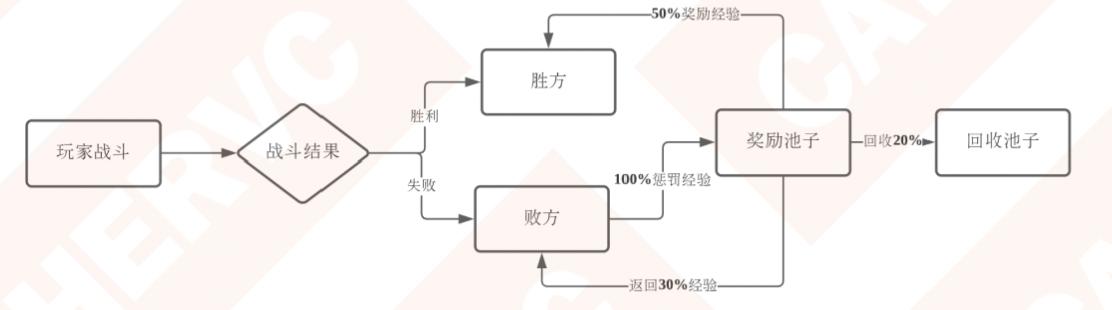 50%奖励经验
胜方
胜利
玩家战斗
战斗结果
奖励池子
回收20%
回收池子
失败
100%惩罚经验
败方
返回30%经验
HERVC